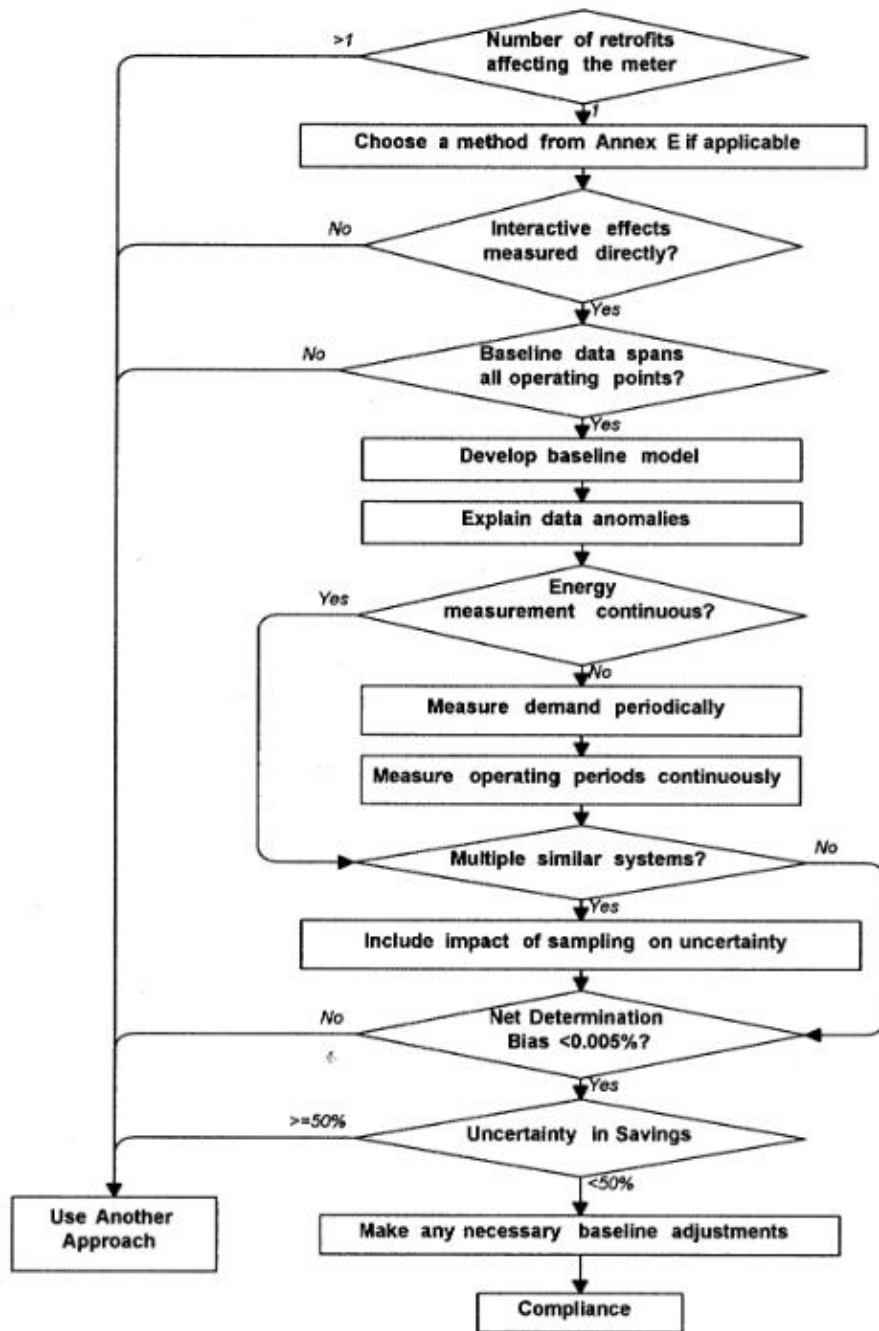 Number of retrofits
affecting the meter
>1
1
Choose a method from Annex E if applicable
Interactive effects
measured directly?
No
Yes
Baseline data spans
all operating points?
No
Yes
Develop baseline model
Explain data anomalies
Energy
measurement continuous?
Yes
No
Measure demand periodically
Measure operating periods continuously
Multiple similar systems?
No
Yes
Include impact of sampling on uncertainty
Net Determination
Bias <0.005%?
No
Yes
Uncertainty in Savings
>=50%
<50%
Use Another
Approach
Make any necessary baseline adjustments
Compliance